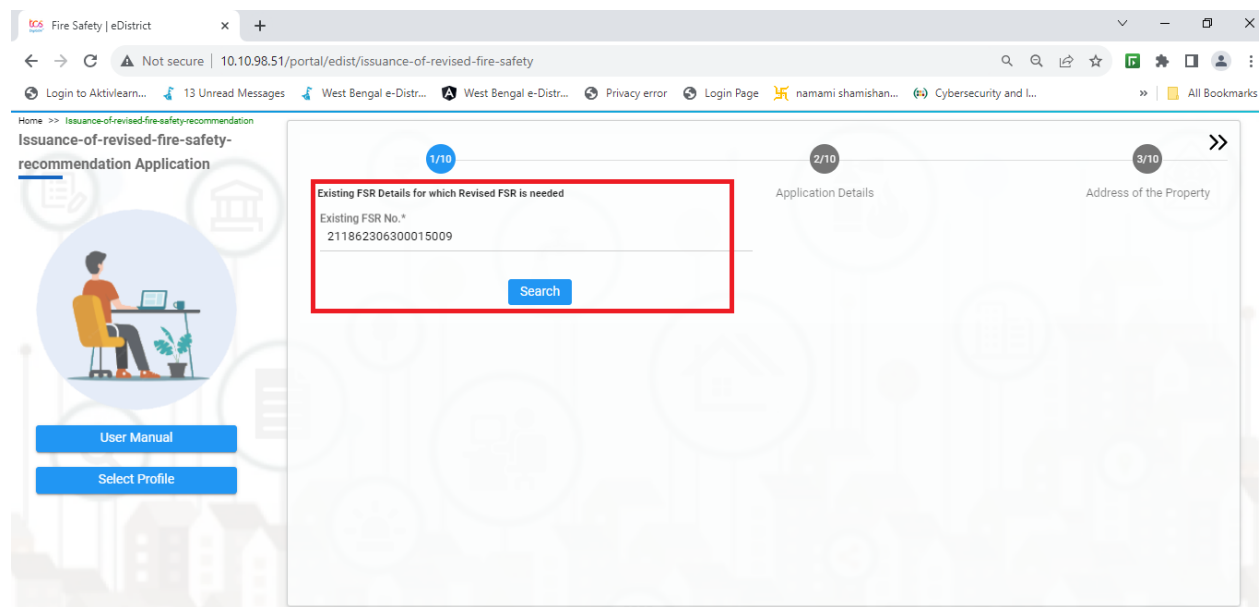 tcs Fire Safety | eDistrict
Not secure | 10.10.98.51/portal/edist/issuance-of-revised-fire-safety
Login to Aktivlearn... 13 Unread Messages West Bengal e-Distr... West Bengal e-Distr... Privacy error Login Page namami shamishan... Cybersecurity and I... » All Bookmarks
Home >> Issuance-of-revised-fire-safety-recommendation
Issuance-of-revised-fire-safety-
recommendation Application
1/10 2/10 3/10
Existing FSR Details for which Revised FSR is needed
Application Details
Address of the Property
Existing FSR No.*
211862306300015009
Search
User Manual
Select Profile